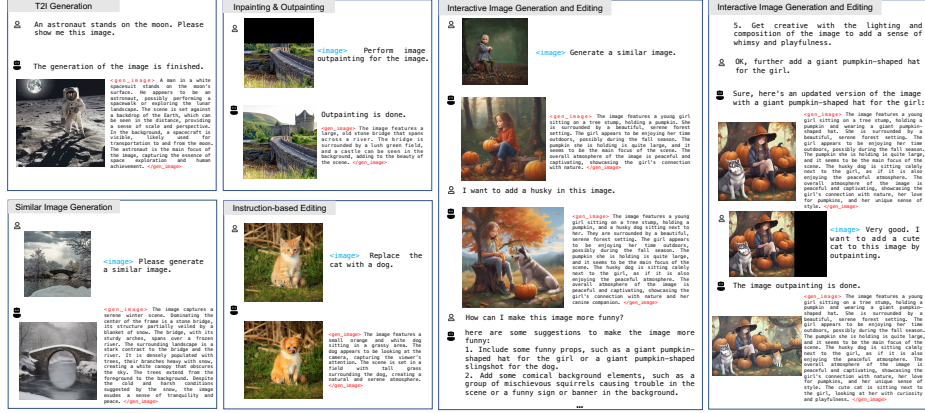 T2I Generation
An astronaut stands on the moon. Please
show me this image.
The generation of the image is finished.
<gen_image> A man in a white
spacesuit stands on the moon's
surface. He appears to be an
astronaut, possibly performing a
spacewalk or exploring the lunar
landscape. The scene is set against
a backdrop of the Earth, which can
be seen in the distance, providing
a sense of scale and perspective.
In the background, a spacecraft is
visible, likely used for
transportation to and from the moon.
The astronaut is the main focus of
the image, capturing the essence of
space exploration and human
achievement. </gen_image>
Inpainting & Outpainting
<image> Perform image
outpainting for the image.
Outpainting is done.
<gen_image> The image features a
large, old stone bridge that spans
across a river. The bridge is
surrounded by a lush green field,
and a castle can be seen in the
background, adding to the beauty of
the scene. </gen_image>
Similar Image Generation
<image> Please generate
a similar image.
<gen_image> The image captures a
serene winter scene. Dominating the
center of the frame is a stone bridge,
its structure partially veiled by a
blanket of snow. The bridge, with its
sturdy arches, spans over a frozen
river. The surrounding landscape is a
stark contrast to the bridge and the
river. It is densely populated with
trees, their branches heavy with snow,
creating a white canopy that obscures
the sky. The trees extend from the
foreground to the background. Despite
the cold and harsh conditions
suggested by the snow, the image
exudes a sense of tranquility and
peace. </gen_image>
Instruction-based Editing
<image> Replace the
cat with a dog.
<gen_image> The image features a
small orange and white dog
sitting in a grassy area. The
dog appears to be looking at the
camera, capturing the viewer's
attention. The scene is set in a
field with tall grass
surrounding the dog, creating a
natural and serene atmosphere.
</gen_image>
Interactive Image Generation and Editing
<image> Generate a similar image.
<gen_image> The image features a young girl
sitting on a tree stump, holding a pumpkin. She
is surrounded by a beautiful, serene forest
setting. The girl appears to be enjoying her time
outdoors, possibly during the fall season. The
pumpkin she is holding is quite large, and it
seems to be the main focus of the scene. The
overall atmosphere of the image is peaceful and
captivating, showcasing the girl's connection
with nature. </gen_image>
I want to add a husky in this image.
<gen_image> The image features a young
girl sitting on a tree stump, holding a
pumpkin, and a husky dog sitting next to
her. They are surrounded by a beautiful,
serene forest setting. The girl appears
to be enjoying her time outdoors,
possibly during the fall season. The
pumpkin she is holding is quite large,
and it seems to be the main focus of the
scene. The husky dog is sitting calmly
next to the girl, as if it is also
enjoying the peaceful atmosphere. The
overall atmosphere of the image is
peaceful and captivating, showcasing the
girl's connection with nature and her
canine companion. </gen_image>
How can I make this image more funny?
here are some suggestions to make the image more
funny:
1. Include some funny props, such as a giant pumpkin-
shaped hat for the girl or a giant pumpkin-shaped
slingshot for the dog.
2. Add some comical background elements, such as a
group of mischievous squirrels causing trouble in the
scene or a funny sign or banner in the background.
…
Interactive Image Generation and Editing
5. Get creative with the lighting and
composition of the image to add a sense of
whimsy and playfulness.
OK, further add a giant pumpkin-shaped hat
for the girl.
Sure, here's an updated version of the image
with a giant pumpkin-shaped hat for the girl:
<gen_image> The image features a young
girl sitting on a tree stump, holding a
pumpkin and wearing a giant pumpkin-
shaped hat. She is surrounded by a
beautiful, serene forest setting. The
girl appears to be enjoying her time
outdoors, possibly during the fall season.
The pumpkin she is holding is quite large,
and it seems to be the main focus of the
scene. The husky dog is sitting calmly
next to the girl, as if it is also
enjoying the peaceful atmosphere. The
overall atmosphere of the image is
peaceful and captivating, showcasing the
girl's connection with nature, her love
for pumpkins, and her unique sense of
style. </gen_image>
<image> Very good. I
want to add a cute
cat to this image by
outpainting.
The image outpainting is done.
<gen_image> The image features a young
girl sitting on a tree stump, holding a
pumpkin and wearing a giant pumpkin-
shaped hat. She is surrounded by a
beautiful, serene forest setting. The
girl appears to be enjoying her time
outdoors, possibly during the fall season.
The pumpkin she is holding is quite large,
and it seems to be the main focus of the
scene. The husky dog is sitting calmly
next to the girl, as if it is also
enjoying the peaceful atmosphere. The
overall atmosphere of the image is
peaceful and captivating, showcasing the
girl's connection with nature, her love
for pumpkins, and her unique sense of
style. The cute cat is sitting next to the
girl, looking at her with curiosity
and playfulness. </gen_image>